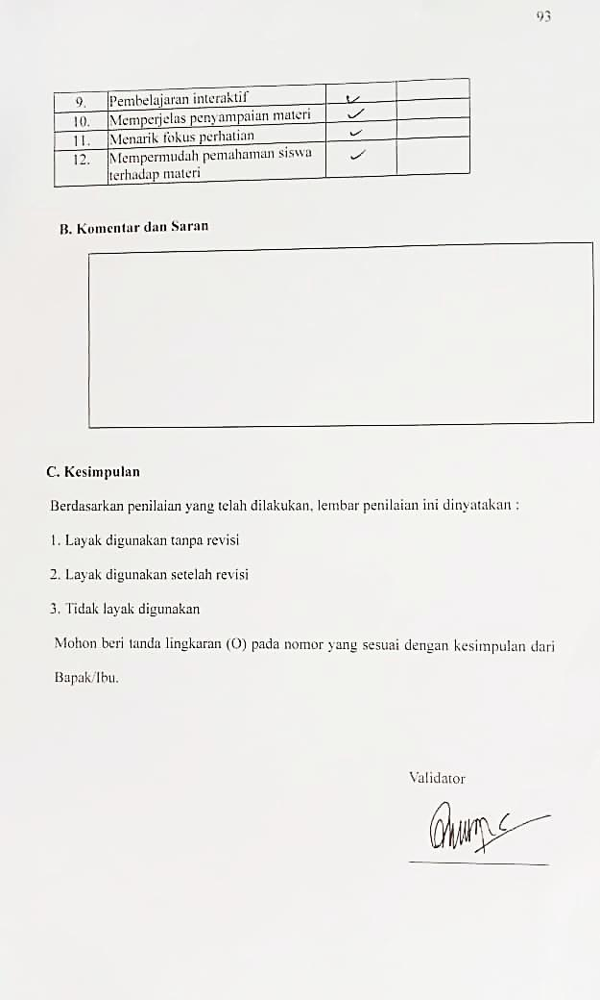 93
9. Pembelajaran interaktif ✓
10. Memperjelas penyampaian materi ✓
11. Menarik fokus perhatian ✓
12. Mempermudah pemahaman siswa ✓
terhadap materi
B. Komentar dan Saran
C. Kesimpulan
Berdasarkan penilaian yang telah dilakukan, lembar penilaian ini dinyatakan :
1. Layak digunakan tanpa revisi
2. Layak digunakan setelah revisi
3. Tidak layak digunakan
Mohon beri tanda lingkaran (O) pada nomor yang sesuai dengan kesimpulan dari
Bapak/Ibu.
Validator